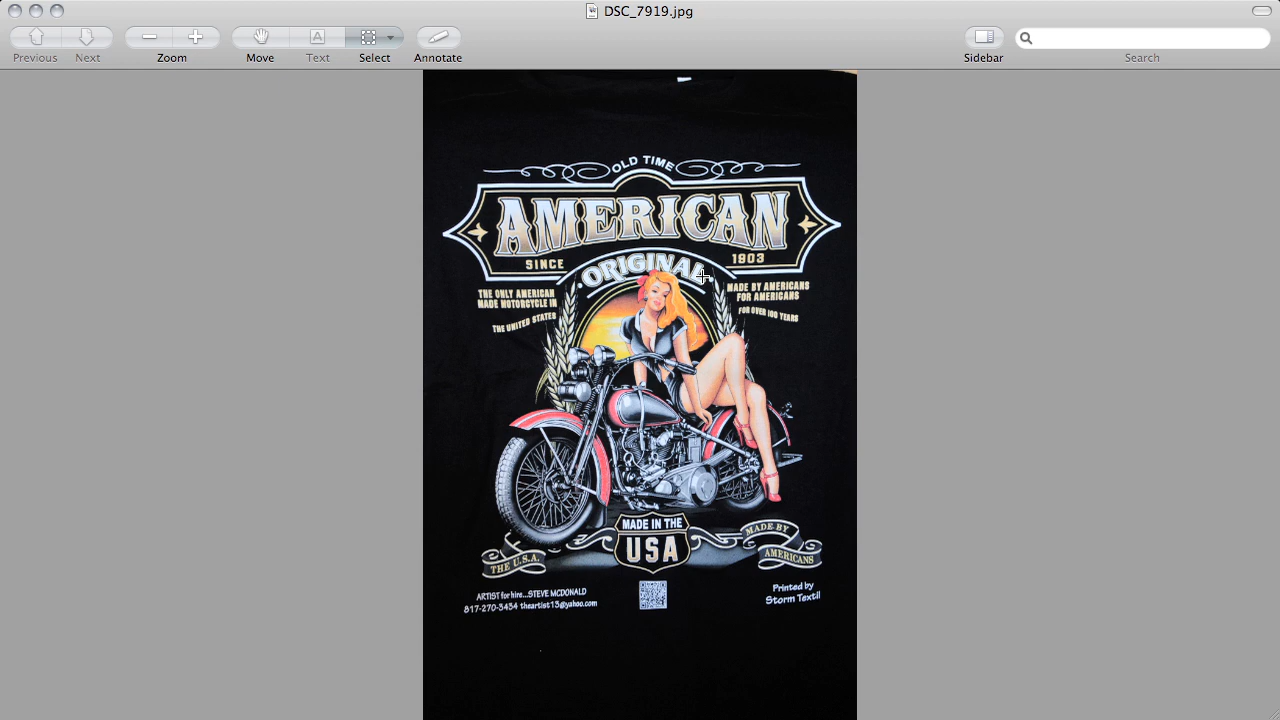 DSC_7919.jpg
Previous Next Zoom Move Text Select Annotate Sidebar Search
OLD TIME
AMERICAN
SINCE 1903
ORIGINAL
THE ONLY AMERICAN
MADE MOTORCYCLE IN
THE UNITED STATES
MADE BY AMERICANS
FOR AMERICANS
FOR OVER 100 YEARS
MADE IN THE
USA
THE U.S.A.
MADE BY
AMERICANS
ARTIST for hire...STEVE MCDONALD
817-270-3434 theartist13@yahoo.com
Printed by
Storm Textil